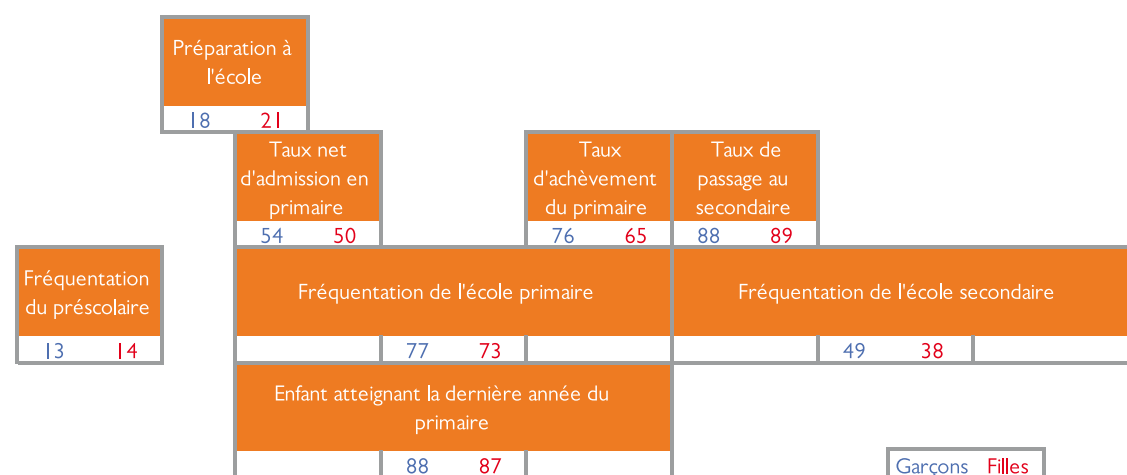 Préparation à
l'école
18 21
Taux net
d'admission en
primaire
54 50
Taux
d'achèvement
du primaire
76 65
Taux de
passage au
secondaire
88 89
Fréquentation
du préscolaire
13 14
Fréquentation de l'école primaire
77 73
Fréquentation de l'école secondaire
49 38
Enfant atteignant la dernière année du
primaire
88 87
Garçons Filles